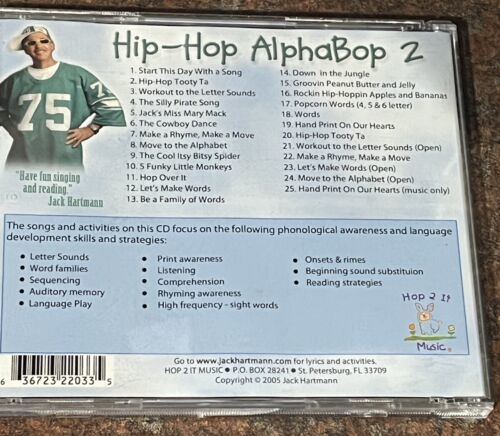 Hip-Hop AlphaBop 2
1. Start This Day With a Song
2. Hip-Hop Tooty Ta
3. Workout to the Letter Sounds
4. The Silly Pirate Song
5. Jack's Miss Mary Mack
6. The Cowboy Dance
7. Make a Rhyme, Make a Move
8. Move to the Alphabet
9. The Cool Itsy Bitsy Spider
10. 5 Funky Little Monkeys
11. Hop Over It
12. Let's Make Words
13. Be a Family of Words
14. Down in the Jungle
15. Groovin Peanut Butter and Jelly
16. Rockin Hip-Hoppin Apples and Bananas
17. Popcorn Words (4, 5 & 6 letter)
18. Words
19. Hand Print On Our Hearts
20. Hip-Hop Tooty Ta
21. Workout to the Letter Sounds (Open)
22. Make a Rhyme, Make a Move
23. Let's Make Words (Open)
24. Move to the Alphabet (Open)
25. Hand Print On Our Hearts (music only)
75
"Have fun singing
and reading."
Jack Hartmann
The songs and activities on this CD focus on the following phonological awareness and language
development skills and strategies:
• Letter Sounds
• Word families
• Sequencing
• Auditory memory
• Language Play
• Print awareness
• Listening
• Comprehension
• Rhyming awareness
• High frequency - sight words
• Onsets & rimes
• Beginning sound substituion
• Reading strategies
Hop 2 It
Music.
Go to www.jackhartmann.com for lyrics and activities.
HOP 2 IT MUSIC • P.O. BOX 28241 • St. Petersburg, FL 33709
Copyright © 2005 Jack Hartmann
6 36723 22033 5